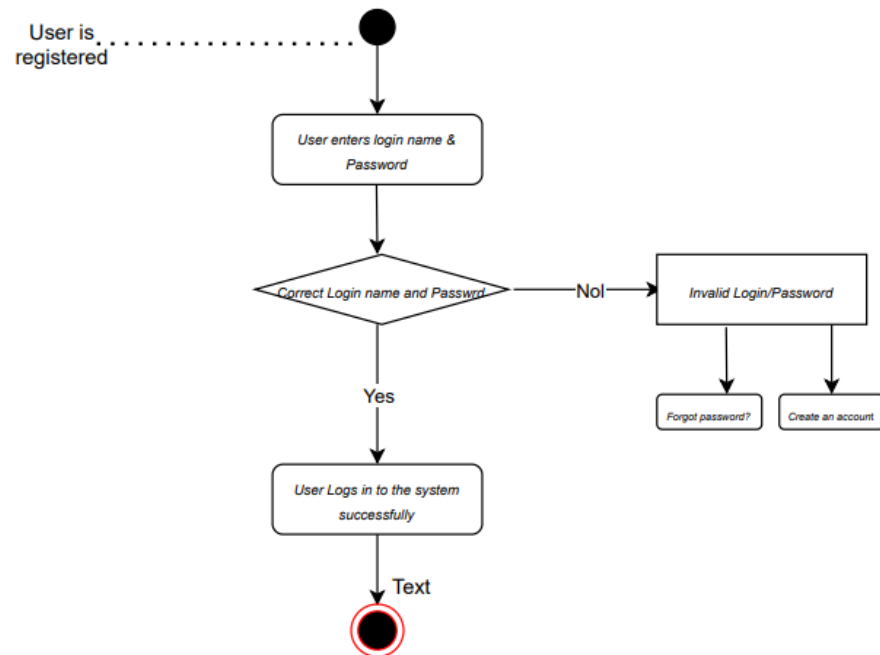 User is
registered
User enters login name &
Password
Correct Login name and Passwrd
Nol
Invalid Login/Password
Yes
Forgot password?
Create an account
User Logs in to the system
successfully
Text